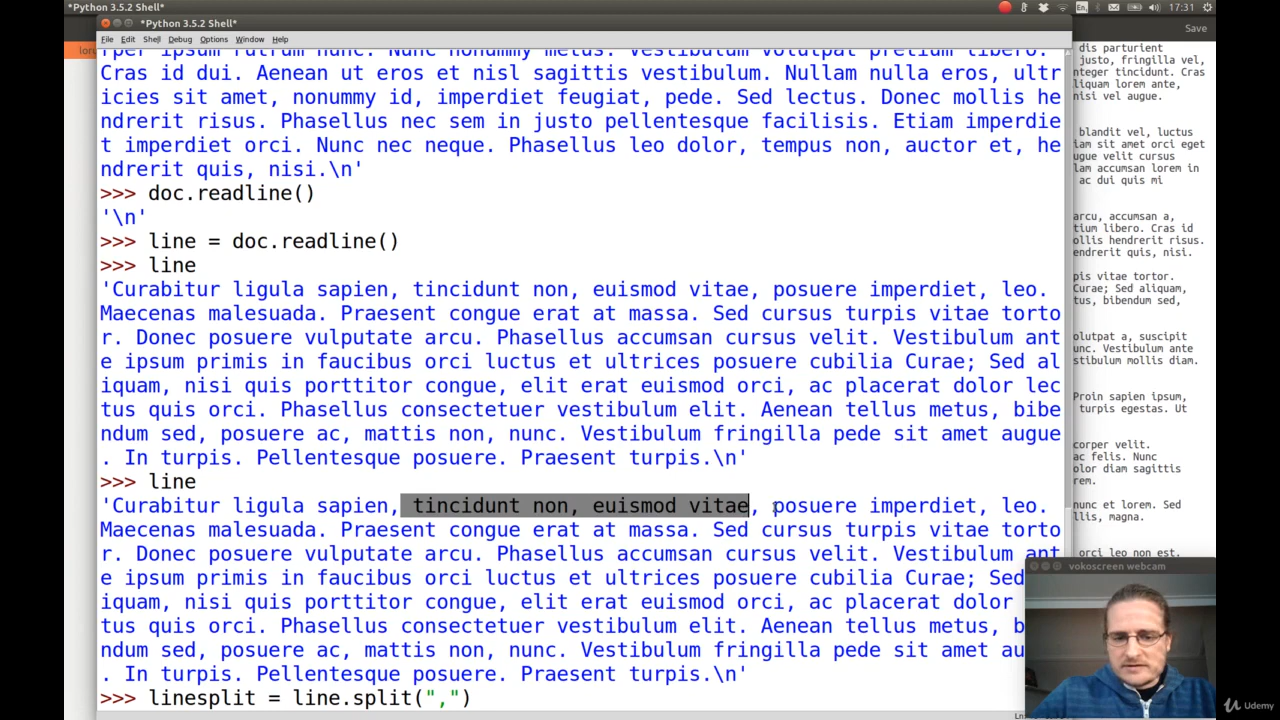 *Python 3.5.2 Shell*
En
17:31
*Python 3.5.2 Shell*
File Edit Shell Debug Options Window Help
Save
rper ipsum rutrum nunc. Nunc nonummy metus. Vestibulum volutpat pretium libero.
Cras id dui. Aenean ut eros et nisl sagittis vestibulum. Nullam nulla eros, ultr
icies sit amet, nonummy id, imperdiet feugiat, pede. Sed lectus. Donec mollis he
ndrerit risus. Phasellus nec sem in justo pellentesque facilisis. Etiam imperdie
t imperdiet orci. Nunc nec neque. Phasellus leo dolor, tempus non, auctor et, he
ndrerit quis, nisi.\n'
>>> doc.readline()
'\n'
>>> line = doc.readline()
>>> line
'Curabitur ligula sapien, tincidunt non, euismod vitae, posuere imperdiet, leo.
Maecenas malesuada. Praesent congue erat at massa. Sed cursus turpis vitae torto
r. Donec posuere vulputate arcu. Phasellus accumsan cursus velit. Vestibulum ant
e ipsum primis in faucibus orci luctus et ultrices posuere cubilia Curae; Sed al
iquam, nisi quis porttitor congue, elit erat euismod orci, ac placerat dolor lec
tus quis orci. Phasellus consectetuer vestibulum elit. Aenean tellus metus, bibe
ndum sed, posuere ac, mattis non, nunc. Vestibulum fringilla pede sit amet augue
. In turpis. Pellentesque posuere. Praesent turpis.\n'
>>> line
'Curabitur ligula sapien, tincidunt non, euismod vitae, posuere imperdiet, leo.
Maecenas malesuada. Praesent congue erat at massa. Sed cursus turpis vitae torto
r. Donec posuere vulputate arcu. Phasellus accumsan cursus velit. Vestibulum ant
e ipsum primis in faucibus orci luctus et ultrices posuere cubilia Curae; Sed
iquam, nisi quis porttitor congue, elit erat euismod orci, ac placerat dolor
tus quis orci. Phasellus consectetuer vestibulum elit. Aenean tellus metus, b
ndum sed, posuere ac, mattis non, nunc. Vestibulum fringilla pede sit amet au
. In turpis. Pellentesque posuere. Praesent turpis.\n'
>>> linesplit = line.split(",")
dis parturient
justo, fringilla vel,
nteger tincidunt. Cras
aliquam lorem ante,
nisi vel augue.
blandit vel, luctus
iam sit amet orci eget
ugue velit cursus
lam accumsan lorem in
ac dui quis mi
arcu, accumsan a,
tium libero. Cras id
ollis hendrerit risus.
endrerit quis, nisi.
pis vitae tortor.
Curae; Sed aliquam,
tus, bibendum sed,
olutpat a, suscipit
unc. Vestibulum ante
stibulum mollis diam.
Proin sapien ipsum,
turpis egestas. Ut
corper velit.
ac felis. Nunc
olor diam sagittis
rem.
nunc et lorem. Sed
llis, magna.
orci leo non est.
vokoscreen webcam
Udemy